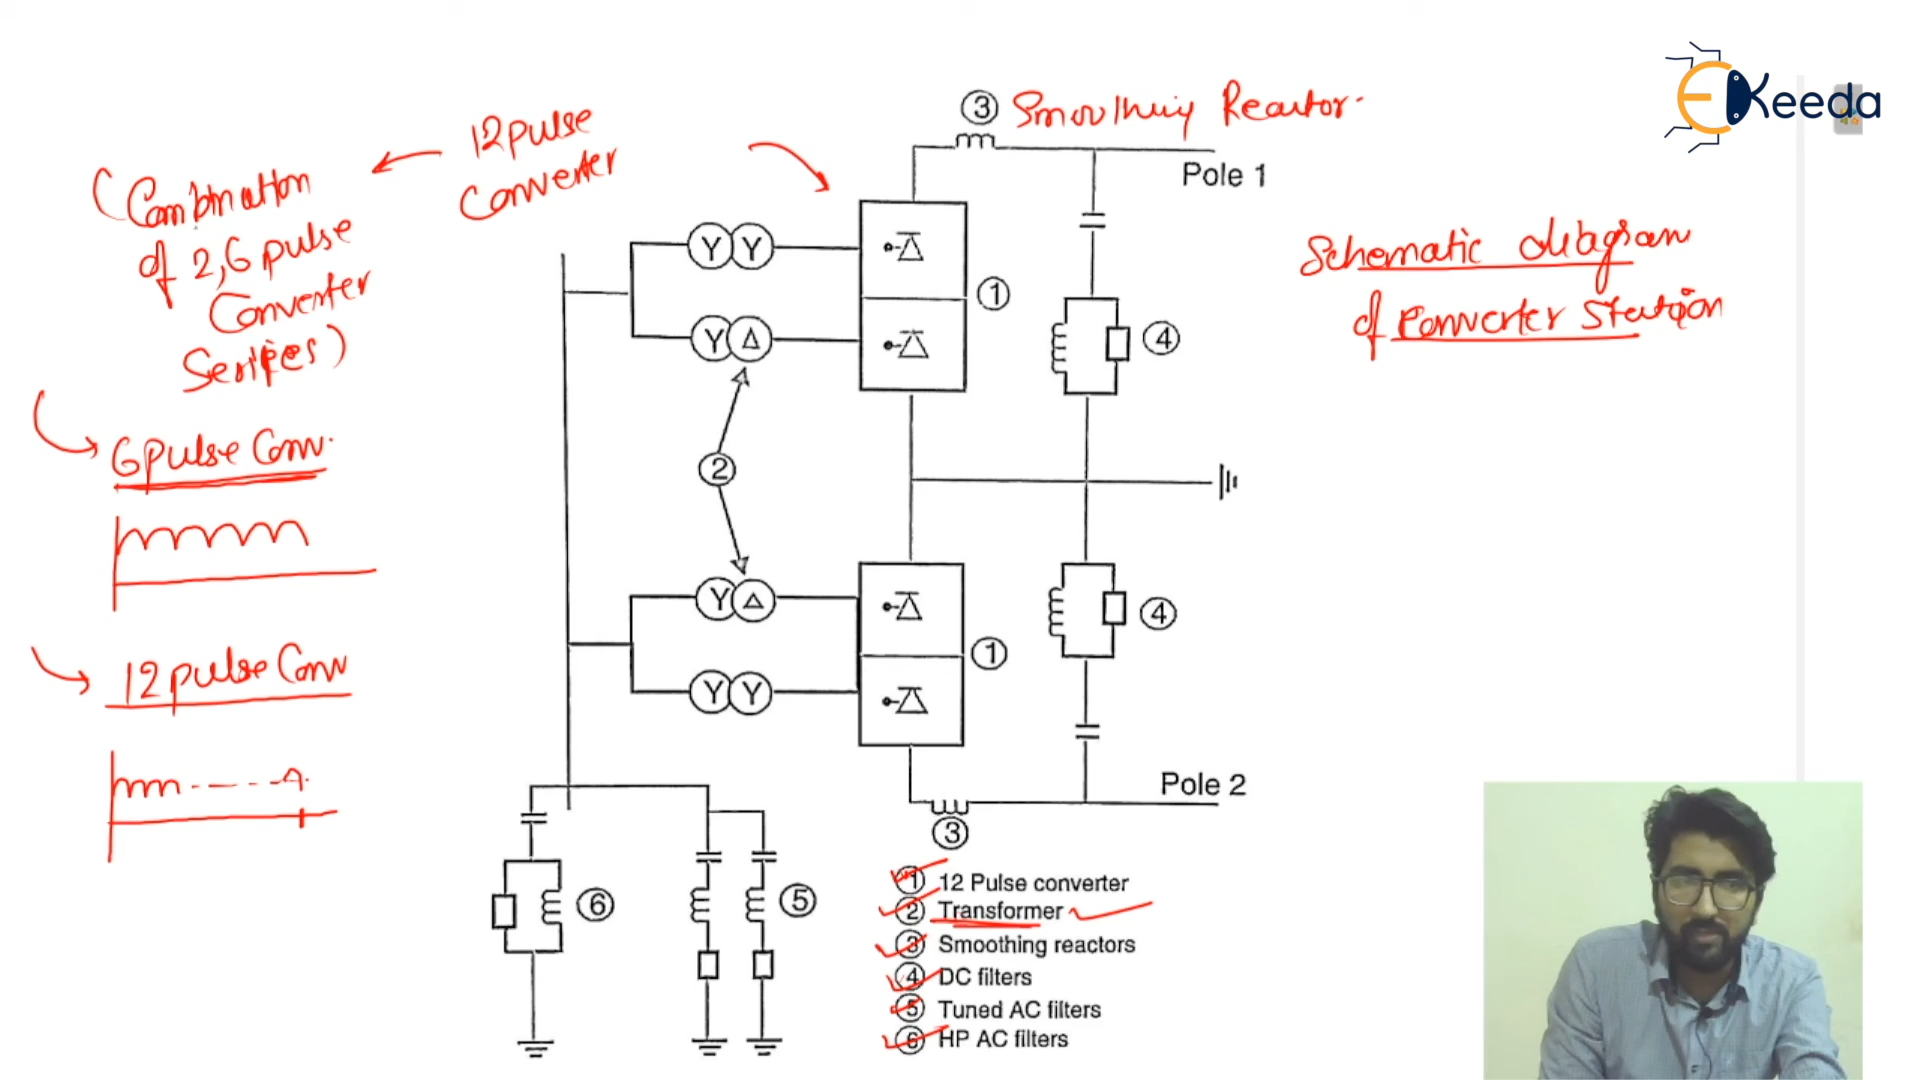 EKeeda
③ Smoothing Reactor.
Pole 1
12 pulse
Converter
(Combination
of 2,6 pulse
Converter
Series)
6 pulse Conv.
12 pulse Conv
Schematic diagram
of Converter Station
Y Y
①
Y Δ
④
②
Y Δ
④
①
Y Y
Pole 2
③
⑥
⑤
① 12 Pulse converter
② Transformer
③ Smoothing reactors
④ DC filters
⑤ Tuned AC filters
⑥ HP AC filters